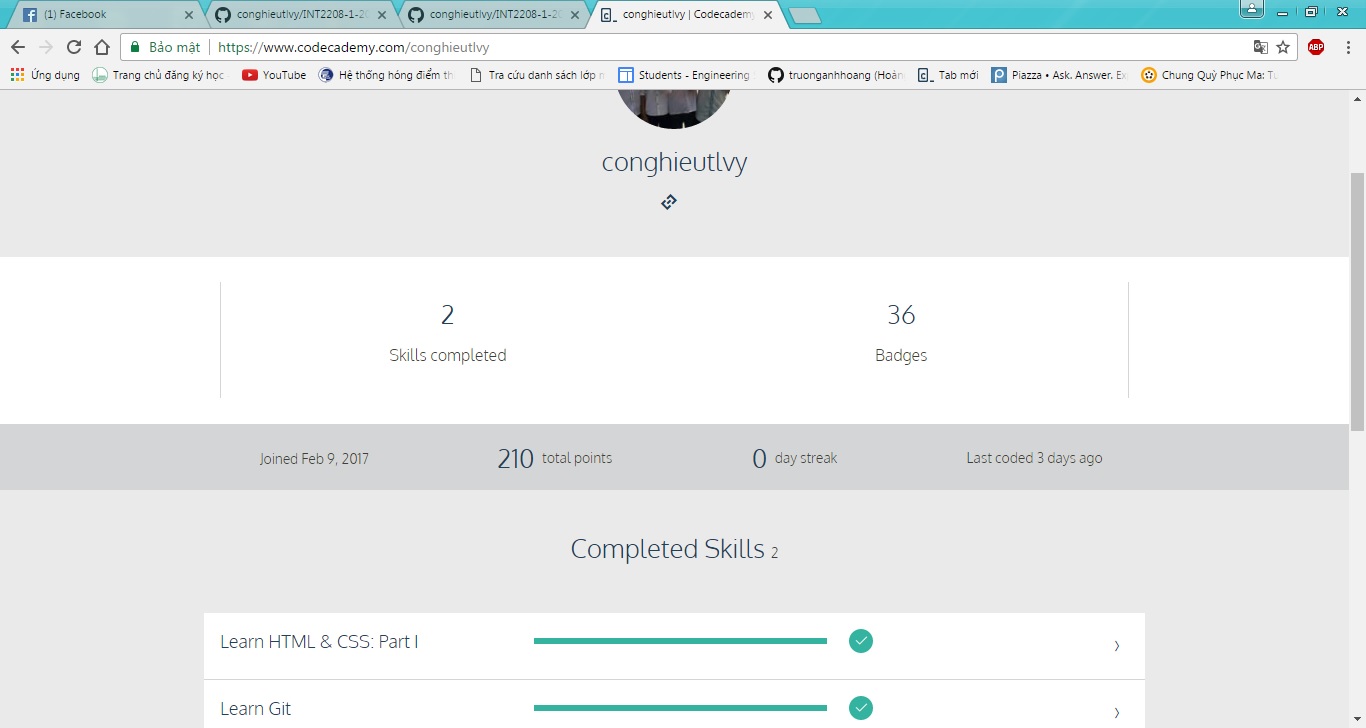 (1) Facebook
conghieutlvy/INT2208-1-20
conghieutlvy/INT2208-1-20
conghieutlvy | Codecademy
Bảo mật
https://www.codecademy.com/conghieutlvy
ABP
Ứng dụng
Trang chủ đăng ký học
YouTube
Hệ thống hóng điểm th
Tra cứu danh sách lớp
Students - Engineering
truonganhhoang (Hoàn
Tab mới
Piazza • Ask. Answer. Ex
Chung Quỳ Phục Ma: Tu
conghieutlvy
2
Skills completed
36
Badges
Joined Feb 9, 2017
210 total points
0 day streak
Last coded 3 days ago
Completed Skills 2
Learn HTML & CSS: Part I
Learn Git